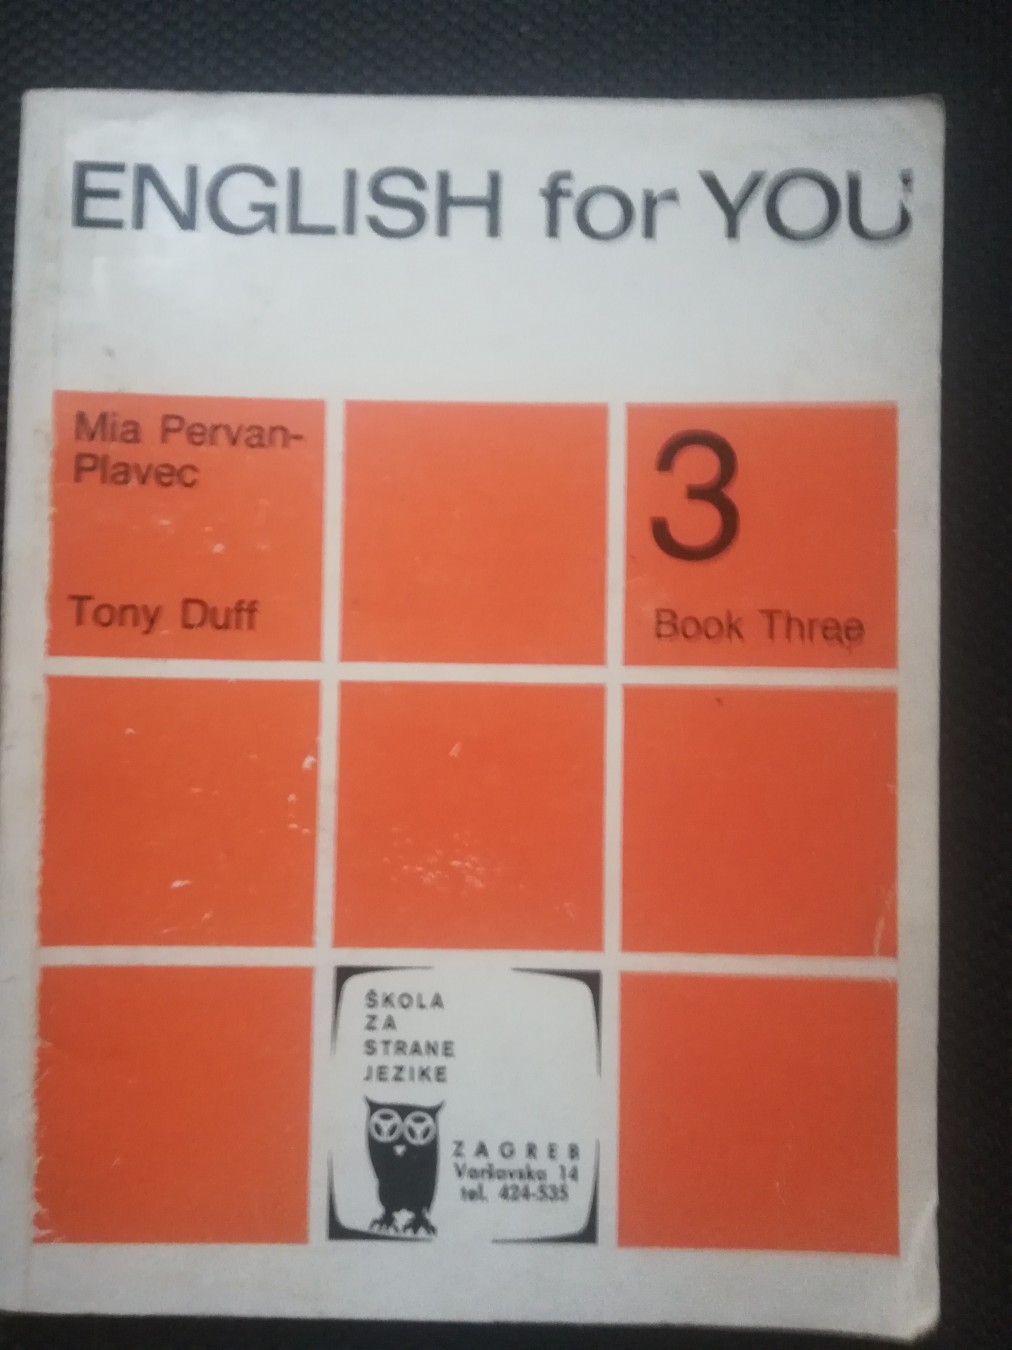 ENGLISH for YOU
Mia Pervan-
Plavec
Tony Duff
3
Book Three
ŠKOLA
ZA
STRANE
JEZIKE
ZAGREB
Varšavska 14
tel. 424-535